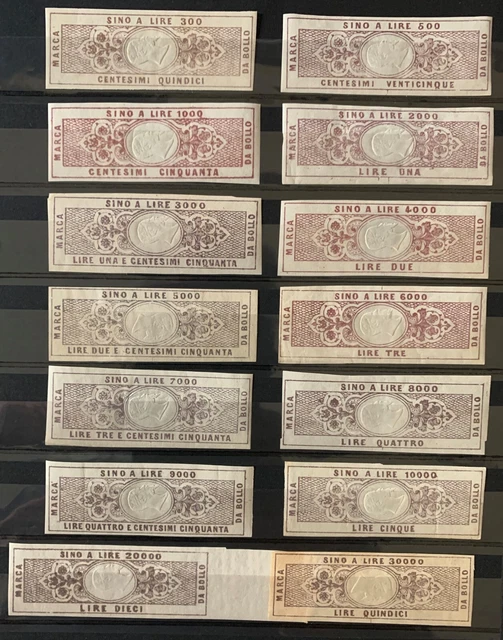 SINO A LIRE 300
MARCA
DA BOLLO
CENTESIMI QUINDICI
SINO A LIRE 500
MARCA
DA BOLLO
CENTESIMI VENTICINQUE
SINO A LIRE 1000
MARCA
DA BOLLO
CENTESIMI CINQUANTA
SINO A LIRE 2000
MARCA
DA BOLLO
LIRE UNA
SINO A LIRE 3000
MARCA
DA BOLLO
LIRE UNA E CENTESIMI CINQUANTA
SINO A LIRE 4000
MARCA
DA BOLLO
LIRE DUE
SINO A LIRE 5000
MARCA
DA BOLLO
LIRE DUE E CENTESIMI CINQUANTA
SINO A LIRE 6000
MARCA
DA BOLLO
LIRE TRE
SINO A LIRE 7000
MARCA
DA BOLLO
LIRE TRE E CENTESIMI CINQUANTA
SINO A LIRE 8000
MARCA
DA BOLLO
LIRE QUATTRO
SINO A LIRE 9000
MARCA
DA BOLLO
LIRE QUATTRO E CENTESIMI CINQUANTA
SINO A LIRE 10000
MARCA
DA BOLLO
LIRE CINQUE
SINO A LIRE 20000
MARCA
DA BOLLO
LIRE DIECI
SINO A LIRE 30000
MARCA
DA BOLLO
LIRE QUINDICI